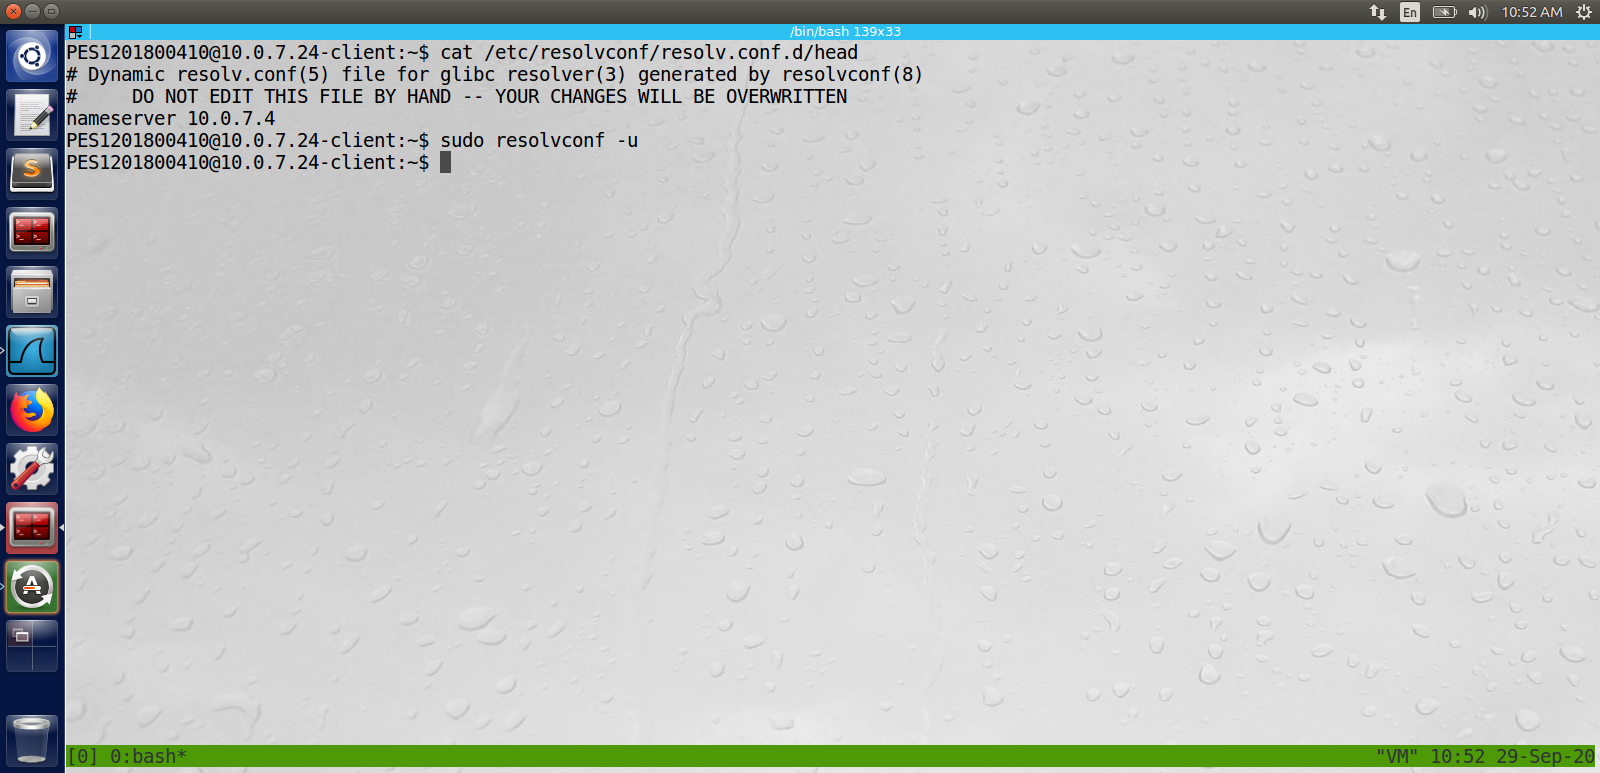 En
10:52 AM
/bin/bash 139x33
PES1201800410@10.0.7.24-client:~$ cat /etc/resolvconf/resolv.conf.d/head
# Dynamic resolv.conf(5) file for glibc resolver(3) generated by resolvconf(8)
#     DO NOT EDIT THIS FILE BY HAND -- YOUR CHANGES WILL BE OVERWRITTEN
nameserver 10.0.7.4
PES1201800410@10.0.7.24-client:~$ sudo resolvconf -u
PES1201800410@10.0.7.24-client:~$
S
A
[0] 0:bash*
"VM" 10:52 29-Sep-20